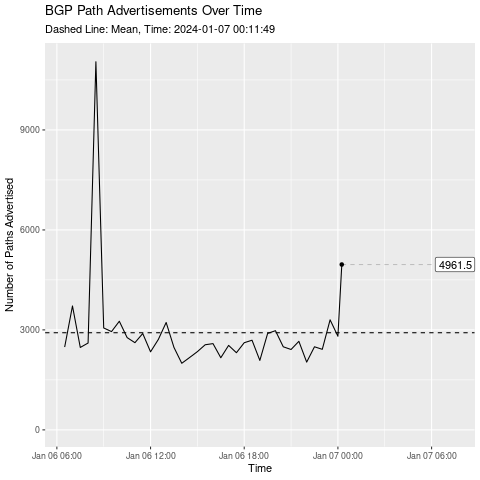 BGP Path Advertisements Over Time
Dashed Line: Mean, Time: 2024-01-07 00:11:49
Number of Paths Advertised
9000
6000
3000
0
4961.5
Jan 06 06:00 Jan 06 12:00 Jan 06 18:00 Jan 07 00:00 Jan 07 06:00
Time